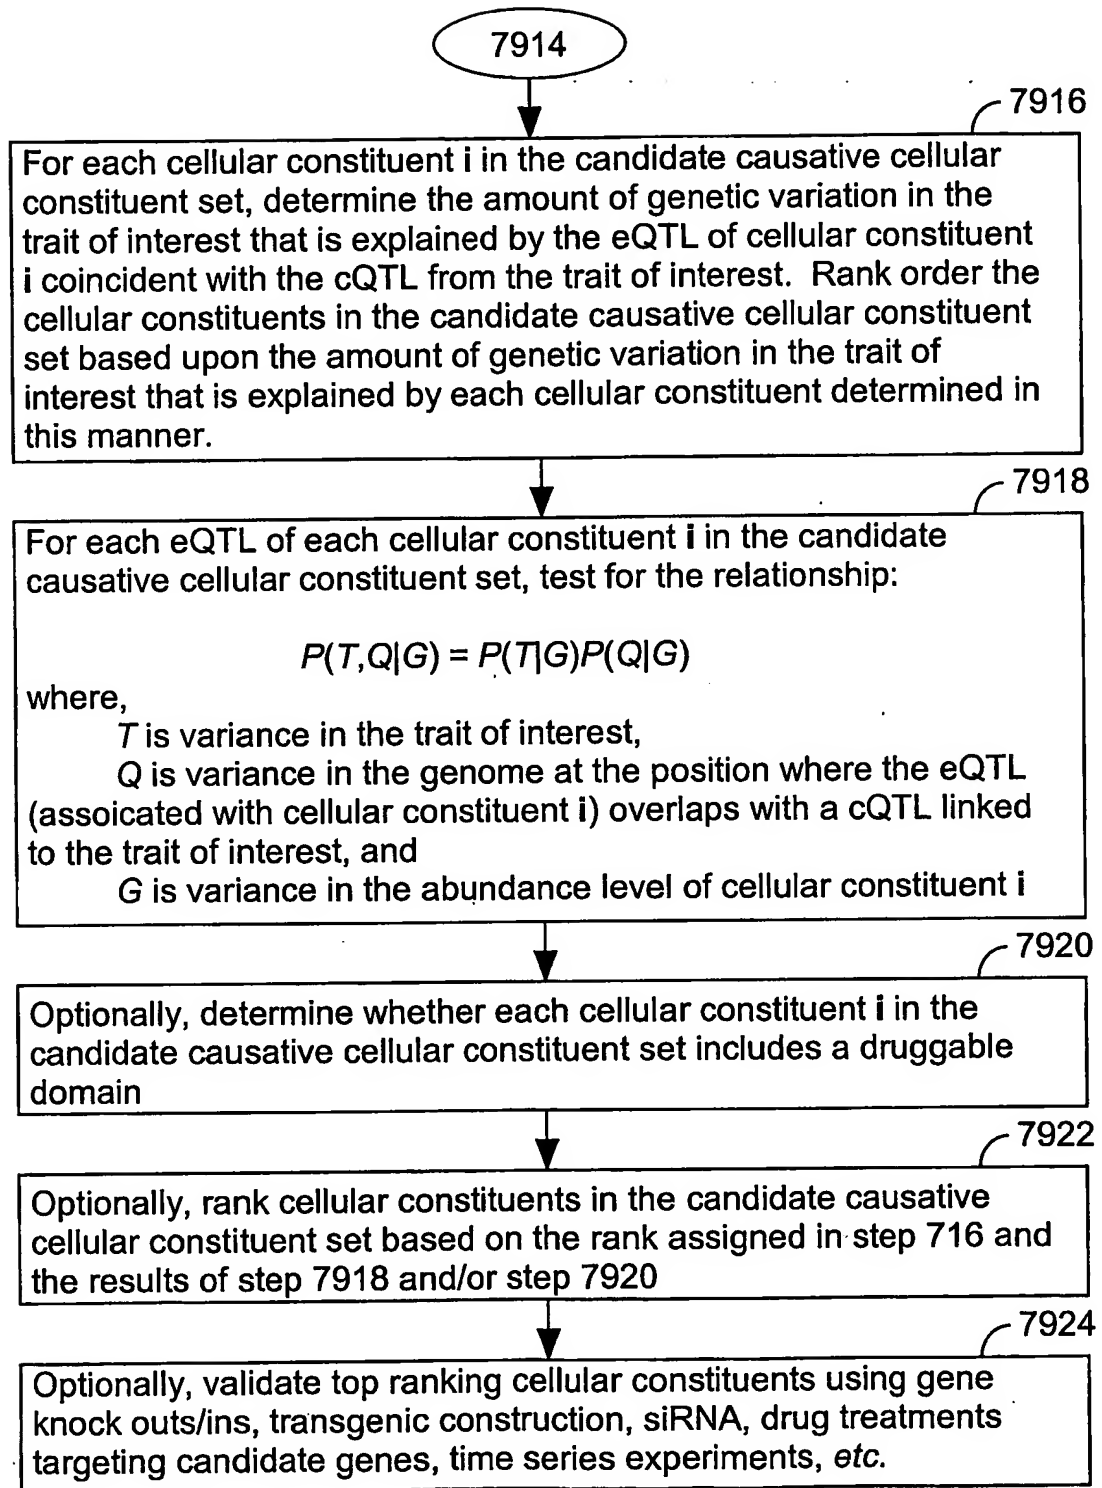 7914
7916
For each cellular constituent i in the candidate causative cellular
constituent set, determine the amount of genetic variation in the
trait of interest that is explained by the eQTL of cellular constituent
i coincident with the cQTL from the trait of interest.  Rank order the
cellular constituents in the candidate causative cellular constituent
set based upon the amount of genetic variation in the trait of
interest that is explained by each cellular constituent determined in
this manner.
7918
For each eQTL of each cellular constituent i in the candidate
causative cellular constituent set, test for the relationship:
P(T,Q|G) = P(T|G)P(Q|G)
where,
T is variance in the trait of interest,
Q is variance in the genome at the position where the eQTL
(assoicated with cellular constituent i) overlaps with a cQTL linked
to the trait of interest, and
G is variance in the abundance level of cellular constituent i
7920
Optionally, determine whether each cellular constituent i in the
candidate causative cellular constituent set includes a druggable
domain
7922
Optionally, rank cellular constituents in the candidate causative
cellular constituent set based on the rank assigned in step 716 and
the results of step 7918 and/or step 7920
7924
Optionally, validate top ranking cellular constituents using gene
knock outs/ins, transgenic construction, siRNA, drug treatments
targeting candidate genes, time series experiments, etc.